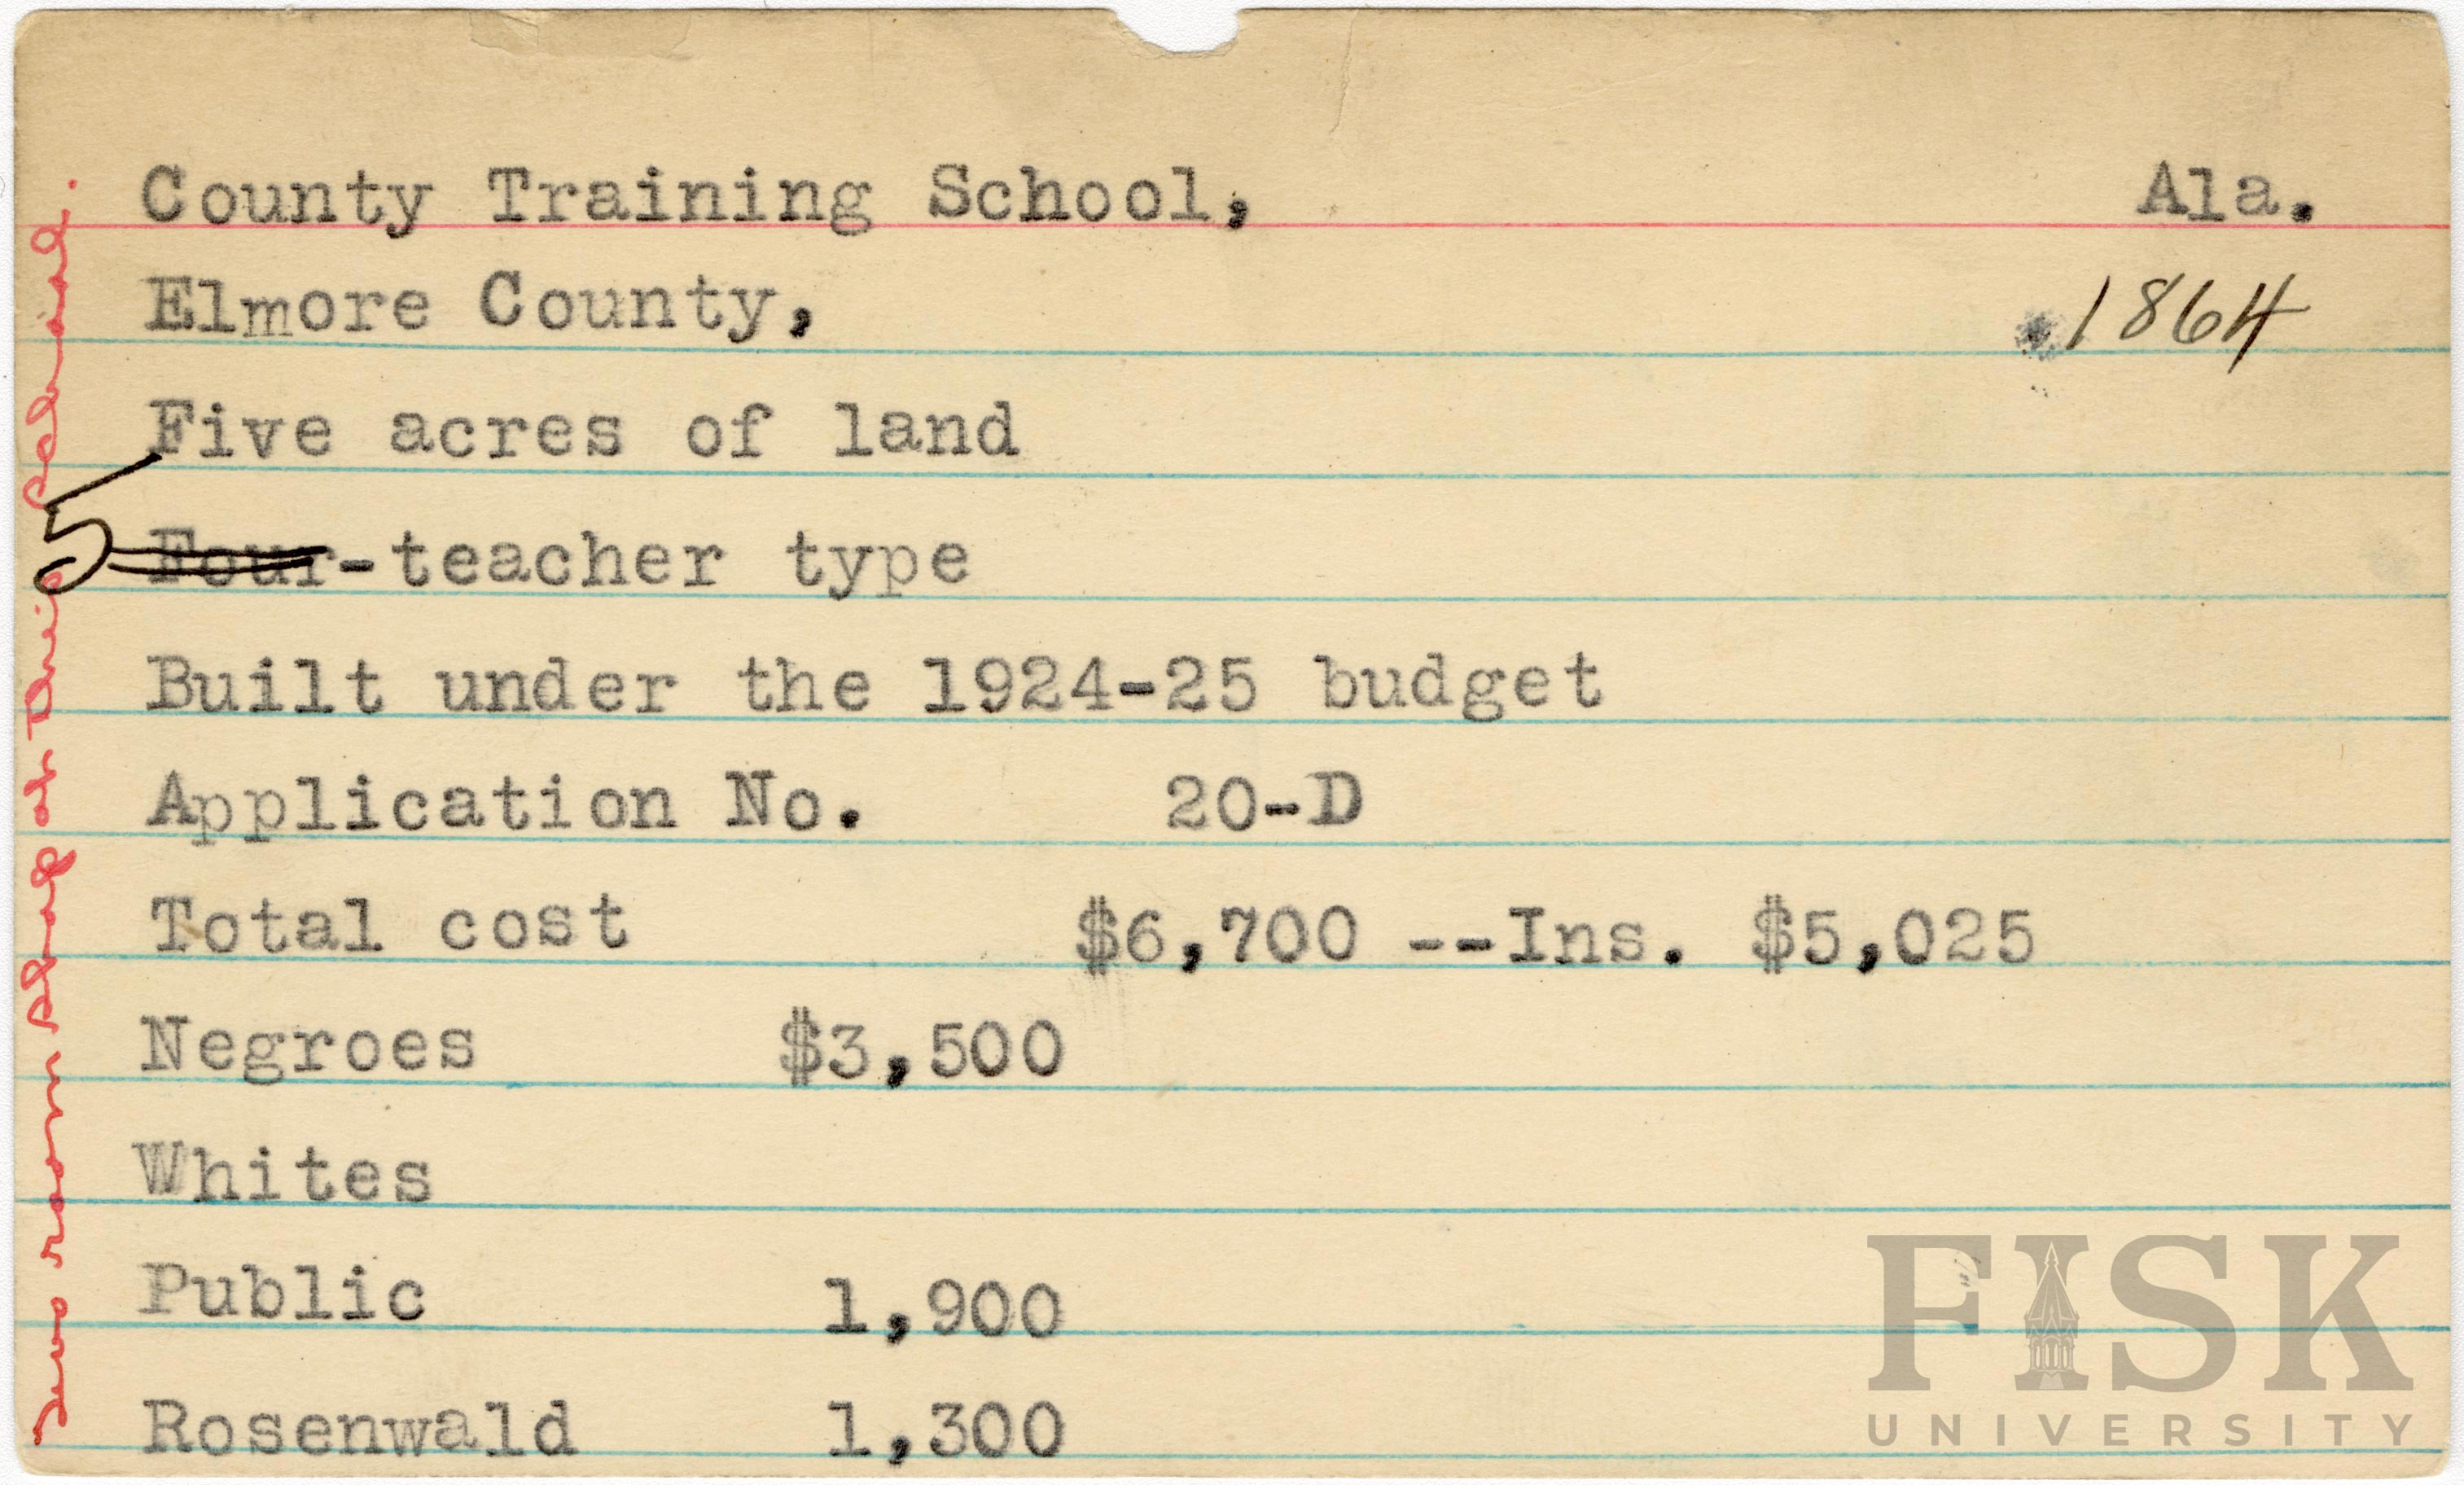 County Training School, Ala.
Elmore County, 1864
Five acres of land
5 Four-teacher type
Built under the 1924-25 budget
Application No. 20-D
Total cost $6,700 --Ins. $5,025
Negroes $3,500
Whites
Public 1,900
Rosenwald 1,300
Two room shop at this school.
FISK
UNIVERSITY